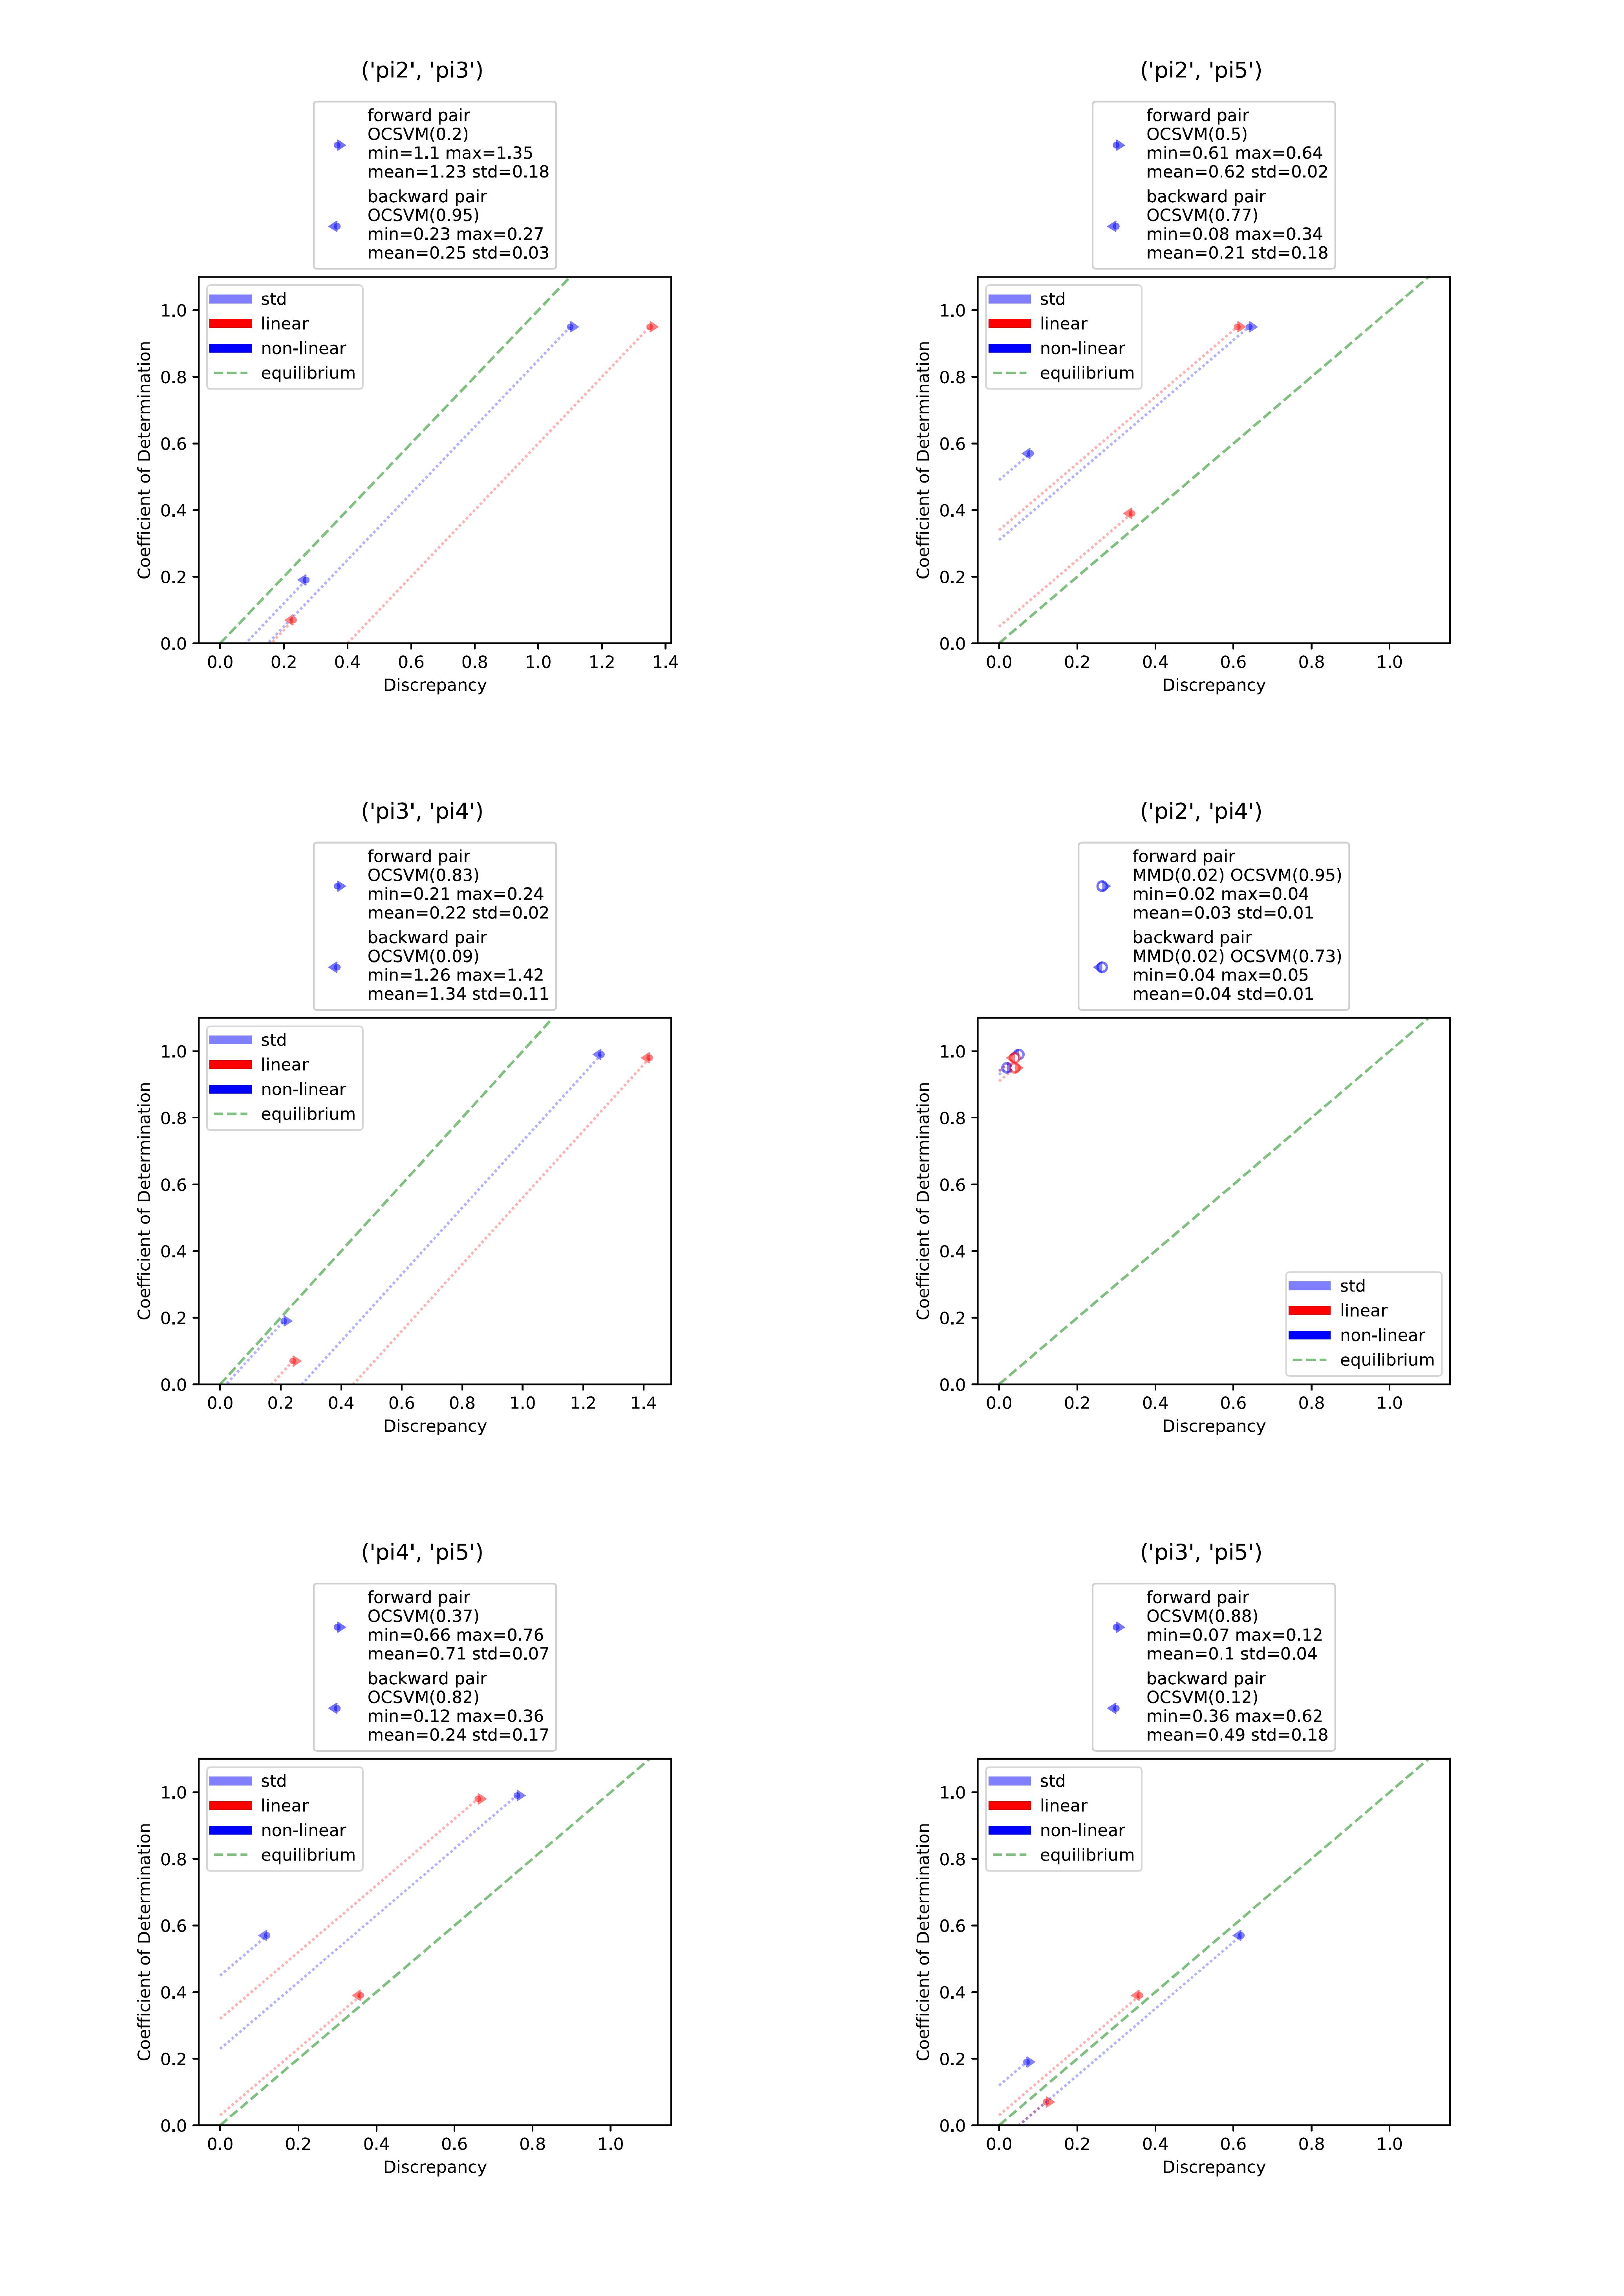 ('pi2', 'pi3')
forward pair
OCSVM(0.2)
min=1.1 max=1.35
mean=1.23 std=0.18
backward pair
OCSVM(0.95)
min=0.23 max=0.27
mean=0.25 std=0.03
std
linear
non-linear
equilibrium
1.0
0.8
0.6
0.4
0.2
0.0
Coefficient of Determination
0.0 0.2 0.4 0.6 0.8 1.0 1.2 1.4
Discrepancy
('pi2', 'pi5')
forward pair
OCSVM(0.5)
min=0.61 max=0.64
mean=0.62 std=0.02
backward pair
OCSVM(0.77)
min=0.08 max=0.34
mean=0.21 std=0.18
std
linear
non-linear
equilibrium
1.0
0.8
0.6
0.4
0.2
0.0
Coefficient of Determination
0.0 0.2 0.4 0.6 0.8 1.0
Discrepancy
('pi3', 'pi4')
forward pair
OCSVM(0.83)
min=0.21 max=0.24
mean=0.22 std=0.02
backward pair
OCSVM(0.09)
min=1.26 max=1.42
mean=1.34 std=0.11
std
linear
non-linear
equilibrium
1.0
0.8
0.6
0.4
0.2
0.0
Coefficient of Determination
0.0 0.2 0.4 0.6 0.8 1.0 1.2 1.4
Discrepancy
('pi2', 'pi4')
forward pair
MMD(0.02) OCSVM(0.95)
min=0.02 max=0.04
mean=0.03 std=0.01
backward pair
MMD(0.02) OCSVM(0.73)
min=0.04 max=0.05
mean=0.04 std=0.01
1.0
0.8
0.6
0.4
0.2
0.0
Coefficient of Determination
std
linear
non-linear
equilibrium
0.0 0.2 0.4 0.6 0.8 1.0
Discrepancy
('pi4', 'pi5')
forward pair
OCSVM(0.37)
min=0.66 max=0.76
mean=0.71 std=0.07
backward pair
OCSVM(0.82)
min=0.12 max=0.36
mean=0.24 std=0.17
std
linear
non-linear
equilibrium
1.0
0.8
0.6
0.4
0.2
0.0
Coefficient of Determination
0.0 0.2 0.4 0.6 0.8 1.0
Discrepancy
('pi3', 'pi5')
forward pair
OCSVM(0.88)
min=0.07 max=0.12
mean=0.1 std=0.04
backward pair
OCSVM(0.12)
min=0.36 max=0.62
mean=0.49 std=0.18
std
linear
non-linear
equilibrium
1.0
0.8
0.6
0.4
0.2
0.0
Coefficient of Determination
0.0 0.2 0.4 0.6 0.8 1.0
Discrepancy